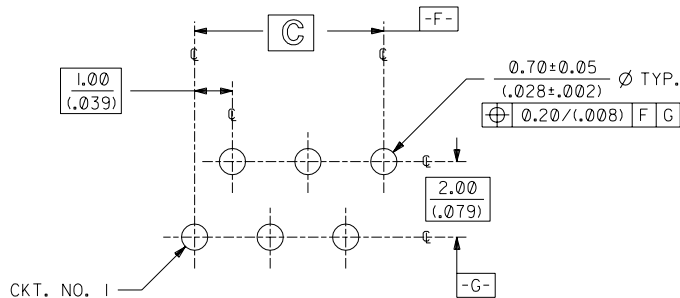 -F-
C
℄ ℄
1.00
(.039)
℄
0.70±0.05
(.028±.002)
Ø TYP.
⌖ 0.20/(.008) F G
℄
2.00
(.079)
℄
CKT. NO. 1
-G-